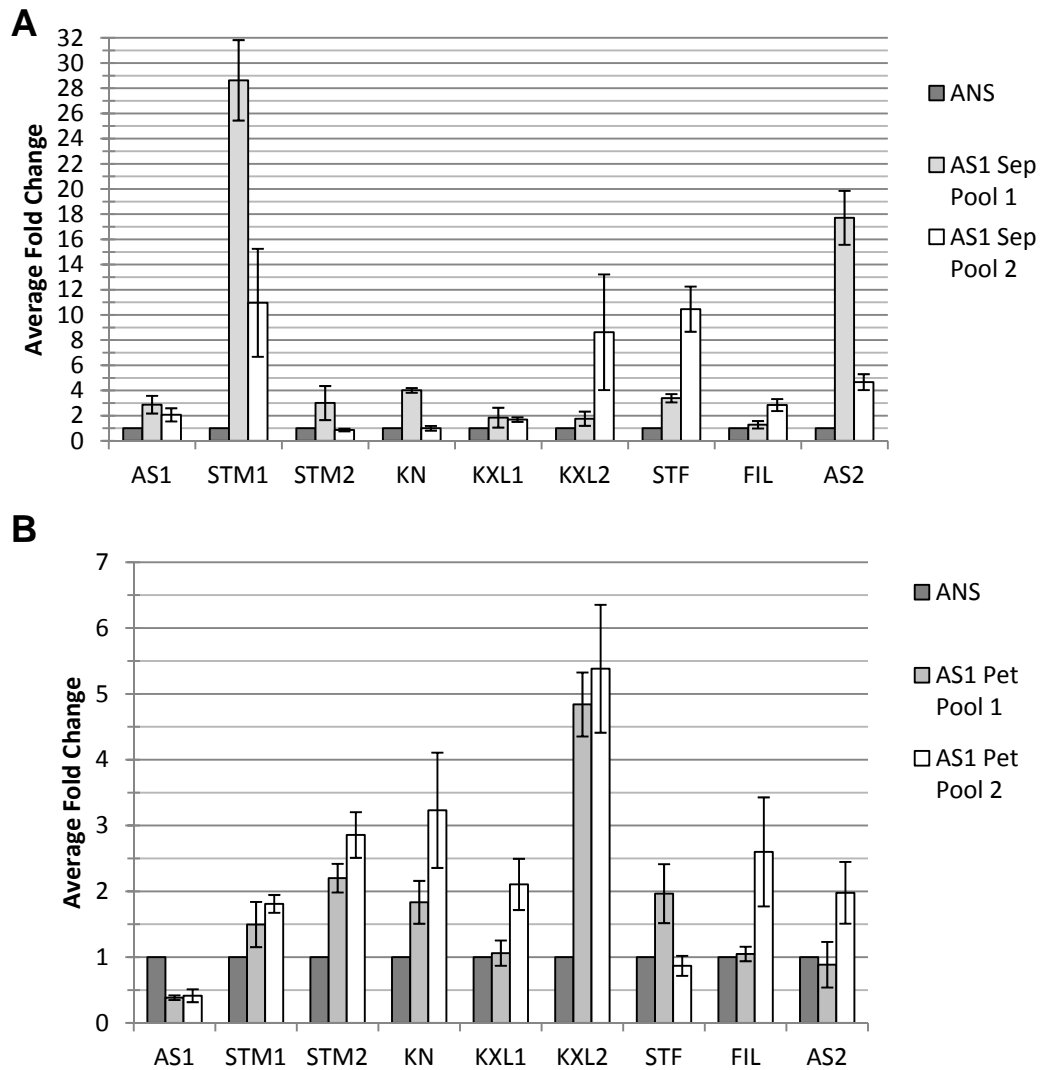 A
Average Fold Change
32
30
28
26
24
22
20
18
16
14
12
10
8
6
4
2
0
AS1 STM1 STM2 KN KXL1 KXL2 STF FIL AS2
ANS
AS1 Sep
Pool 1
AS1 Sep
Pool 2
B
Average Fold Change
7
6
5
4
3
2
1
0
AS1 STM1 STM2 KN KXL1 KXL2 STF FIL AS2
ANS
AS1 Pet
Pool 1
AS1 Pet
Pool 2